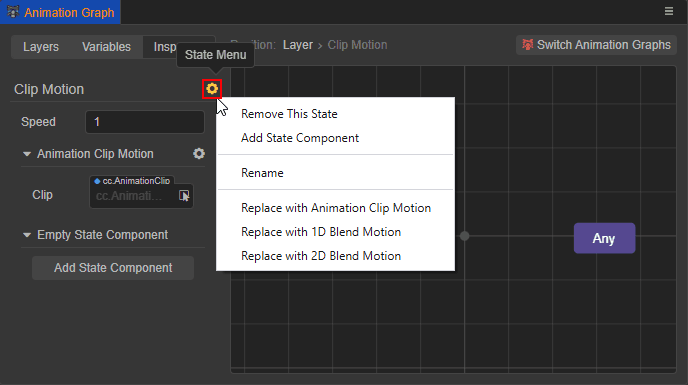 Animation Graph
Layers
Variables
Insp
State Menu
Layer > Clip Motion
Switch Animation Graphs
Clip Motion
Speed
1
Animation Clip Motion
Clip
cc.AnimationClip
cc.Animati...
Empty State Component
Add State Component
Remove This State
Add State Component
Rename
Replace with Animation Clip Motion
Replace with 1D Blend Motion
Replace with 2D Blend Motion
Any